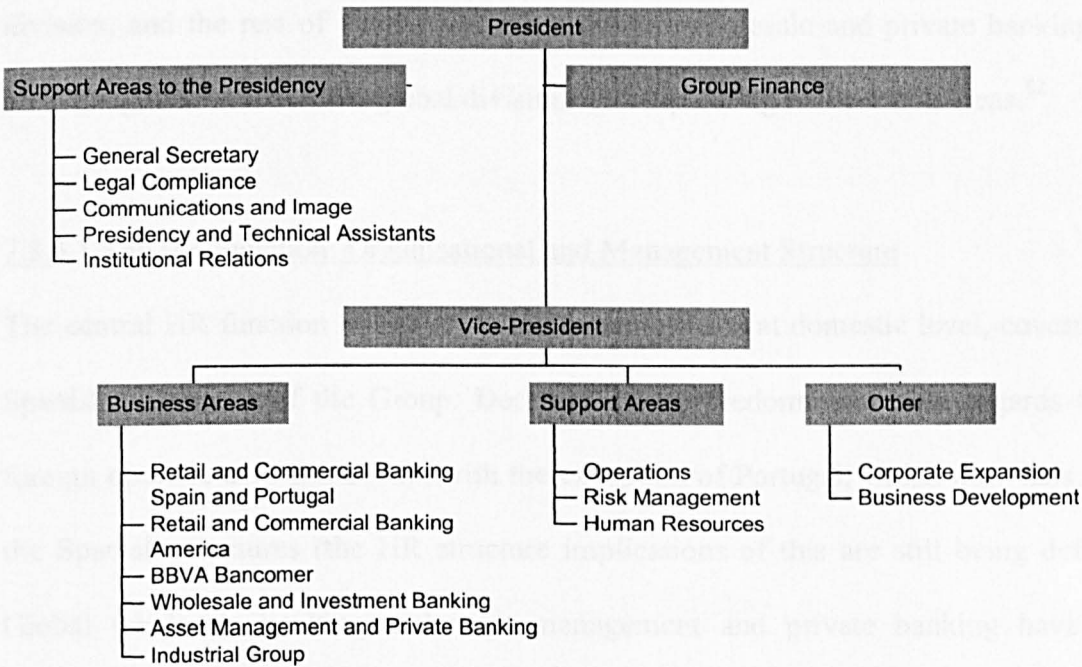 President
Support Areas to the Presidency
Group Finance
General Secretary
Legal Compliance
Communications and Image
Presidency and Technical Assistants
Institutional Relations
Vice-President
Business Areas
Support Areas
Other
Retail and Commercial Banking
Spain and Portugal
Retail and Commercial Banking
America
BBVA Bancomer
Wholesale and Investment Banking
Asset Management and Private Banking
Industrial Group
Operations
Risk Management
Human Resources
Corporate Expansion
Business Development